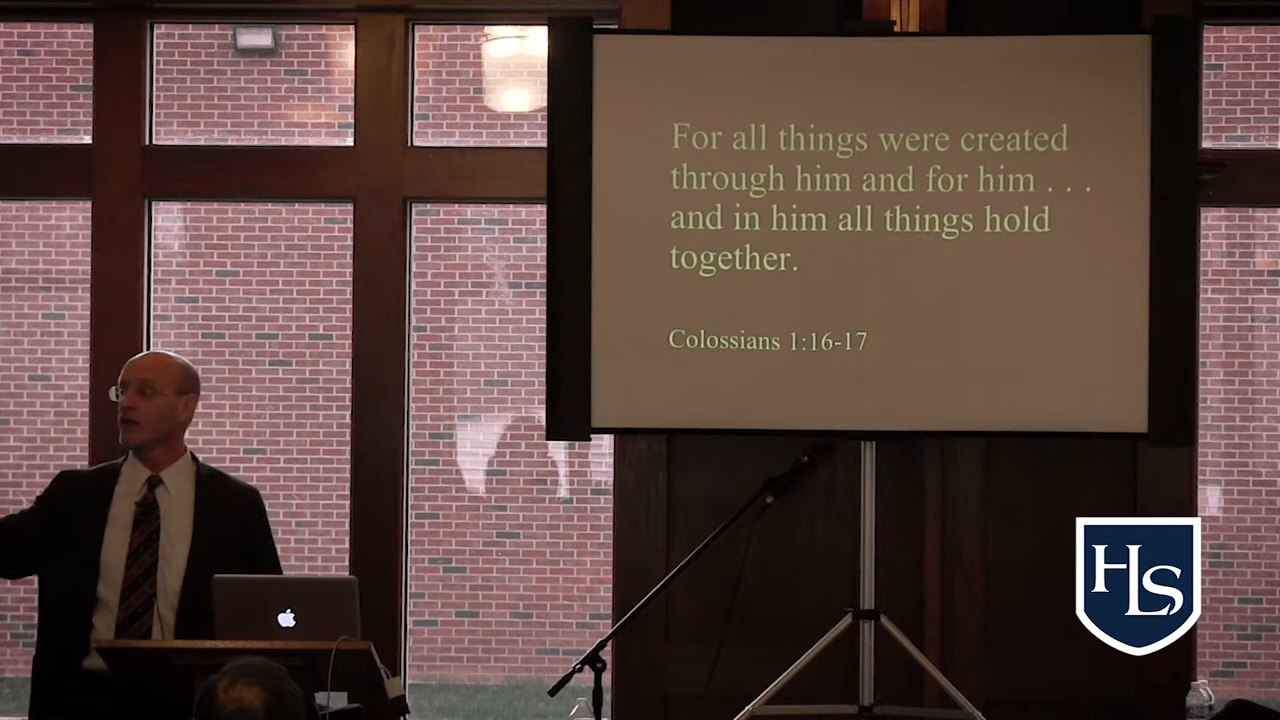 For all things were created
through him and for him . . .
and in him all things hold
together.
Colossians 1:16-17
HLS